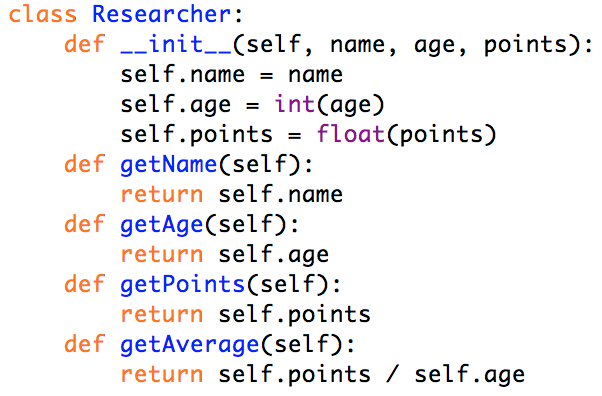 class Researcher:
    def __init__(self, name, age, points):
        self.name = name
        self.age = int(age)
        self.points = float(points)
    def getName(self):
        return self.name
    def getAge(self):
        return self.age
    def getPoints(self):
        return self.points
    def getAverage(self):
        return self.points / self.age